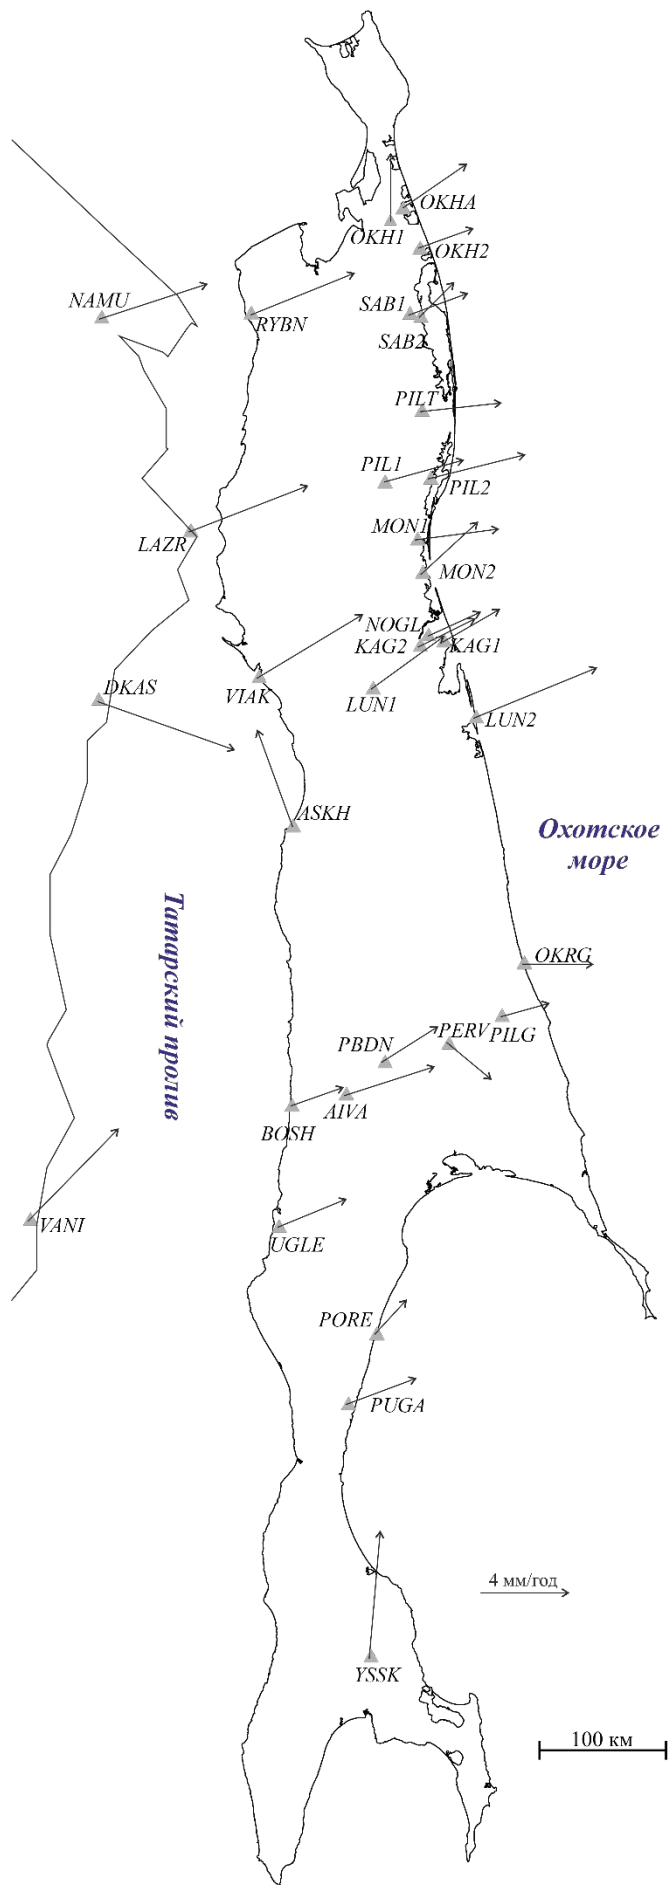 OKHA
OKH1
OKH2
NAMU
SAB1
RYBN
SAB2
PILT
PIL1
PIL2
MON1
LAZR
MON2
NOGL
KAG2
KAG1
DKAS
VIAK
LUN1
LUN2
ASKH
Охотское
море
Татарский пролив
OKRG
PERV
PILG
PBDN
AIVA
BOSH
VANI
UGLE
PORE
PUGA
4 мм/год
YSSK
100 км